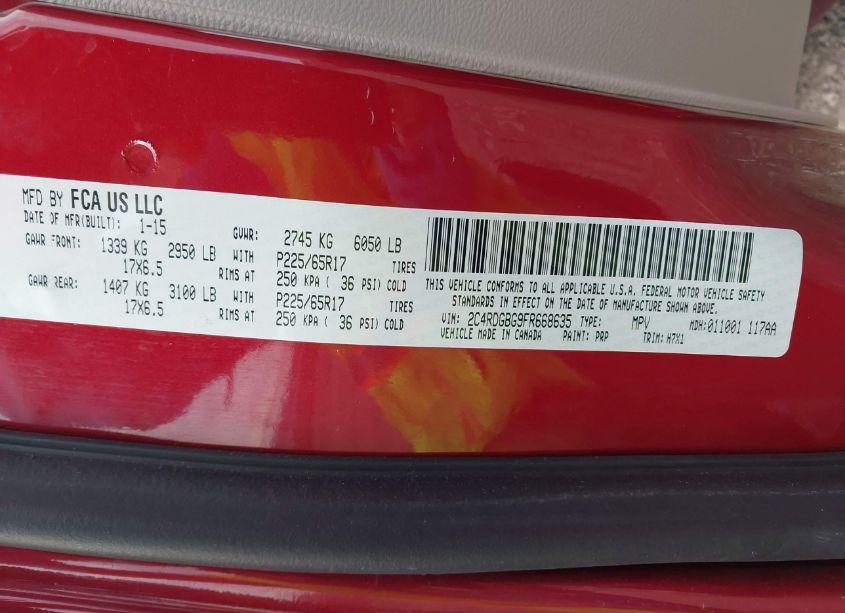 MFD BY FCA US LLC
DATE OF MFR(BUILT): 1-15 GVWR: 2745 KG 6050 LB
GAWR FRONT: 1339 KG 2950 LB WITH P225/65R17 TIRES
17X6.5 RIMS AT 250 KPA ( 36 PSI) COLD
GAWR REAR: 1407 KG 3100 LB WITH P225/65R17 TIRES
17X6.5 RIMS AT 250 KPA ( 36 PSI) COLD
THIS VEHICLE CONFORMS TO ALL APPLICABLE U.S.A. FEDERAL MOTOR VEHICLE SAFETY
STANDARDS IN EFFECT ON THE DATE OF MANUFACTURE SHOWN ABOVE.
VIN: 2C4RDGBG9FR668635 TYPE: MPV MDH:011001 117AA
VEHICLE MADE IN CANADA PAINT: PRP TRIM: H7X1